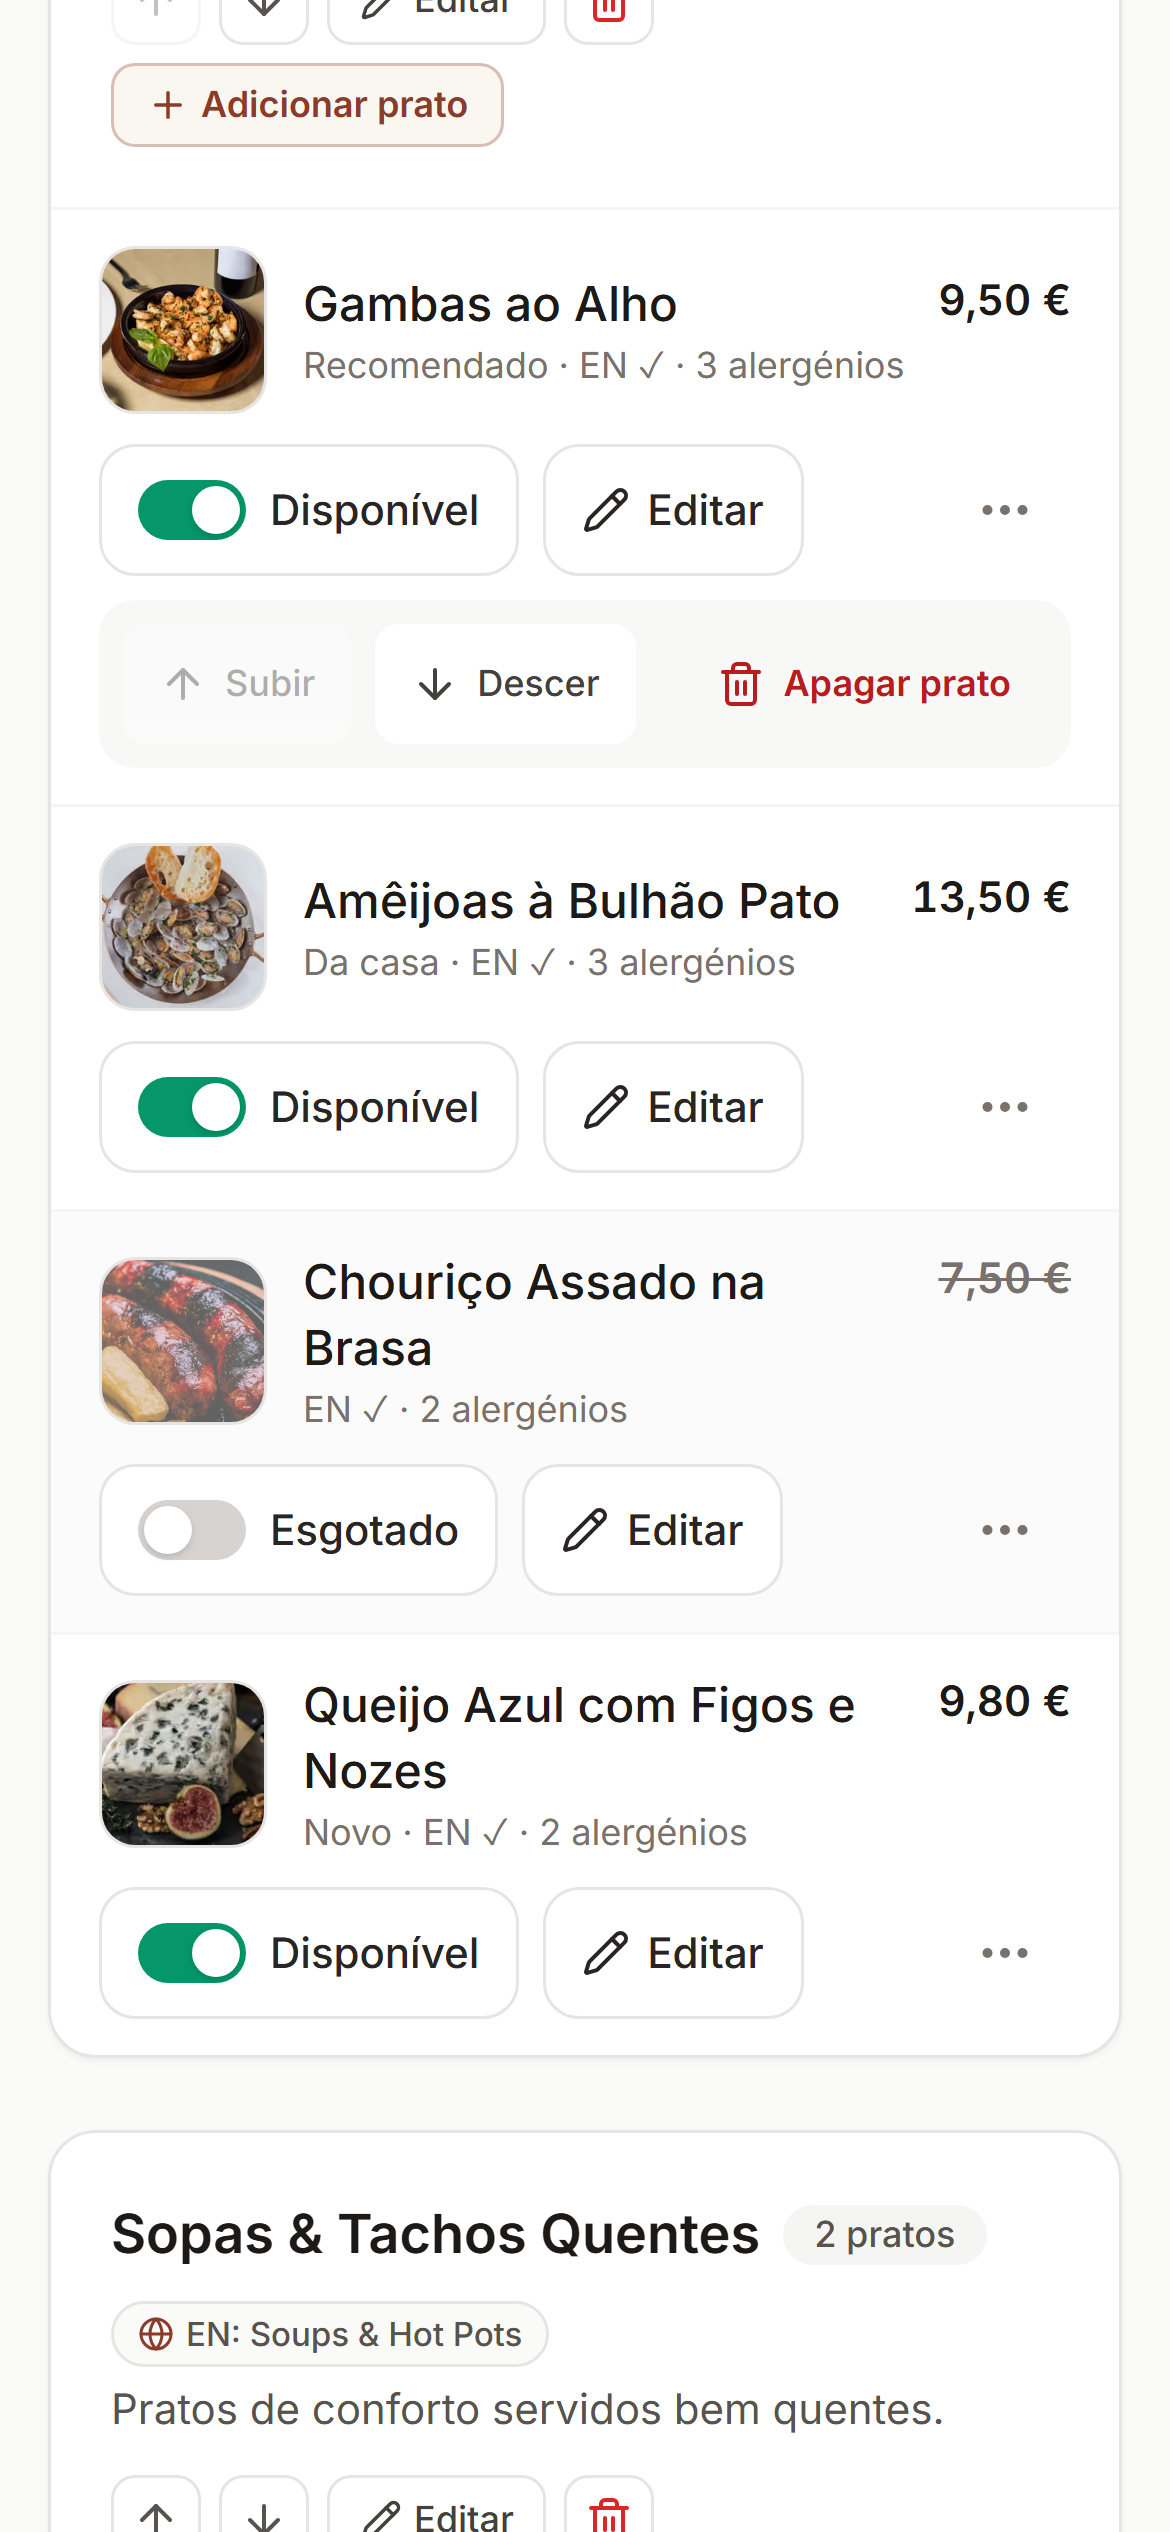 Editar
+ Adicionar prato
Gambas ao Alho 9,50 €
Recomendado · EN ✓ · 3 alergénios
Disponível Editar
Subir Descer Apagar prato
Amêijoas à Bulhão Pato 13,50 €
Da casa · EN ✓ · 3 alergénios
Disponível Editar
Chouriço Assado na 7,50 €
Brasa
EN ✓ · 2 alergénios
Esgotado Editar
Queijo Azul com Figos e 9,80 €
Nozes
Novo · EN ✓ · 2 alergénios
Disponível Editar
Sopas & Tachos Quentes 2 pratos
EN: Soups & Hot Pots
Pratos de conforto servidos bem quentes.
Editar